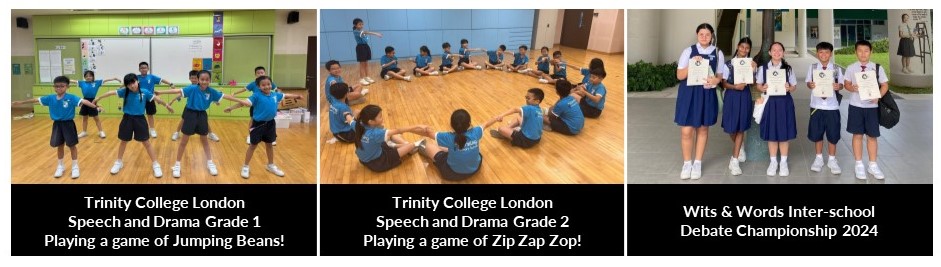 Trinity College London
Speech and Drama Grade 1
Playing a game of Jumping Beans!
Trinity College London
Speech and Drama Grade 2
Playing a game of Zip Zap Zop!
Wits & Words Inter-school
Debate Championship 2024